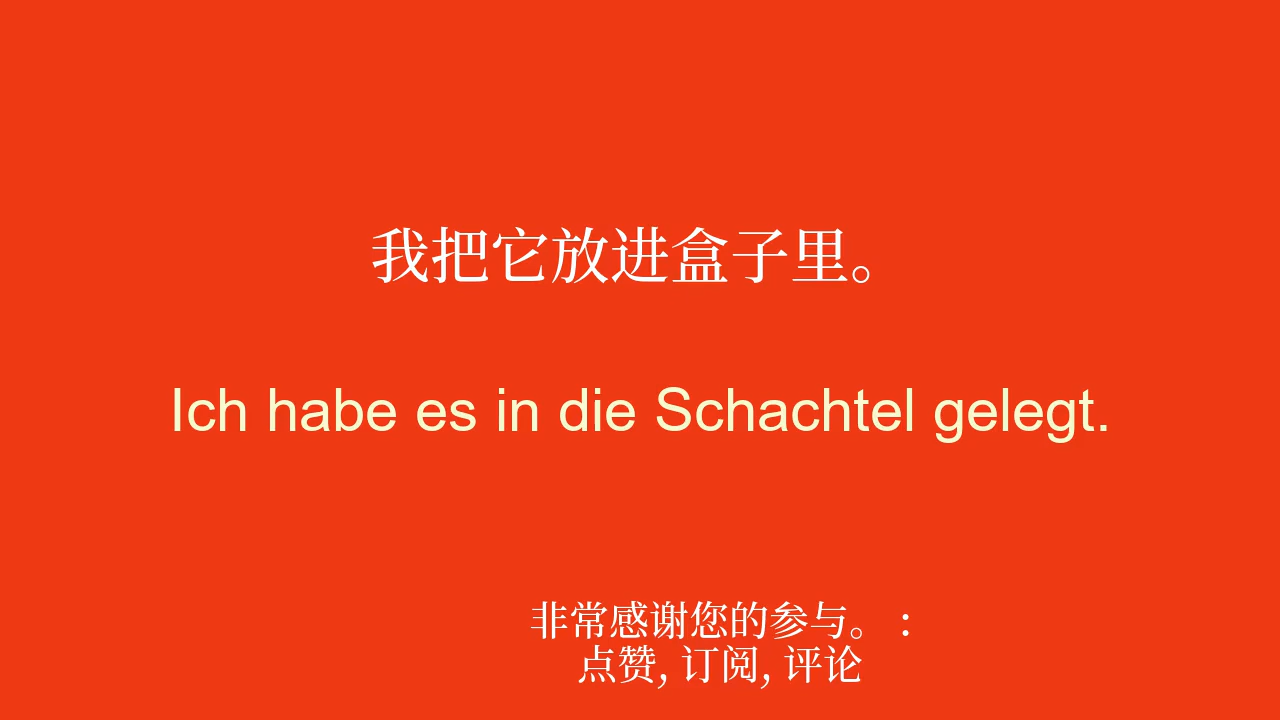 我把它放进盒子里。
Ich habe es in die Schachtel gelegt.
非常感谢您的参与。 :
点赞, 订阅, 评论